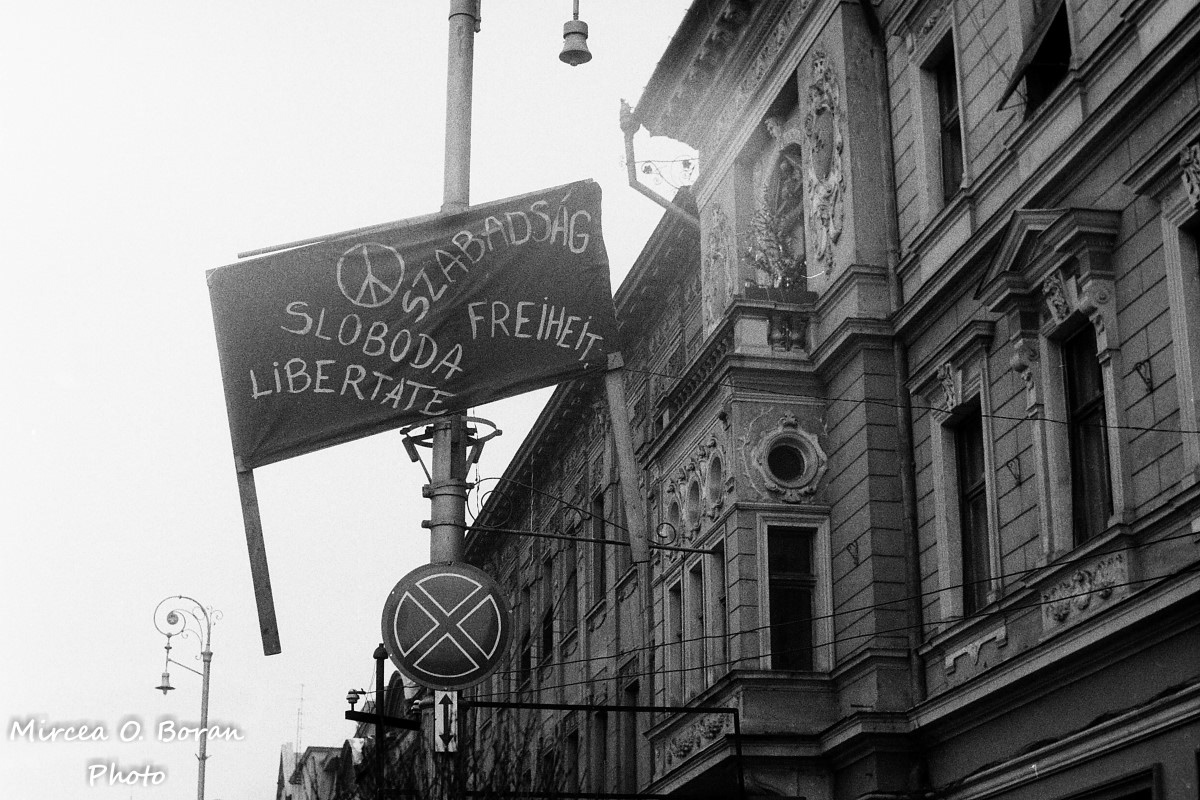 SZABADSÁG
SLOBODA
FREIHEIT
LIBERTATE
Mircea O. Boran
Photo